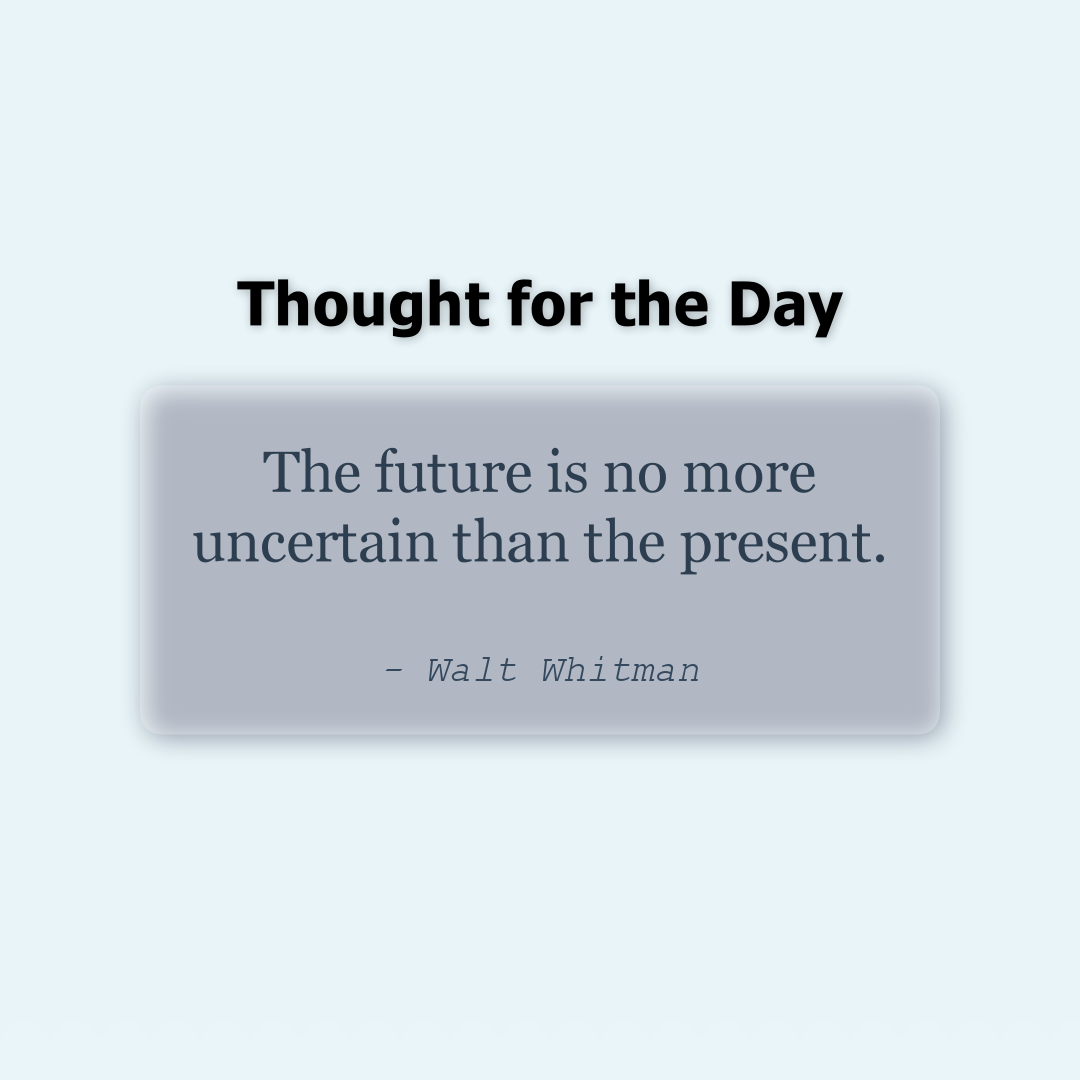 Thought for the Day
The future is no more
uncertain than the present.
- Walt Whitman